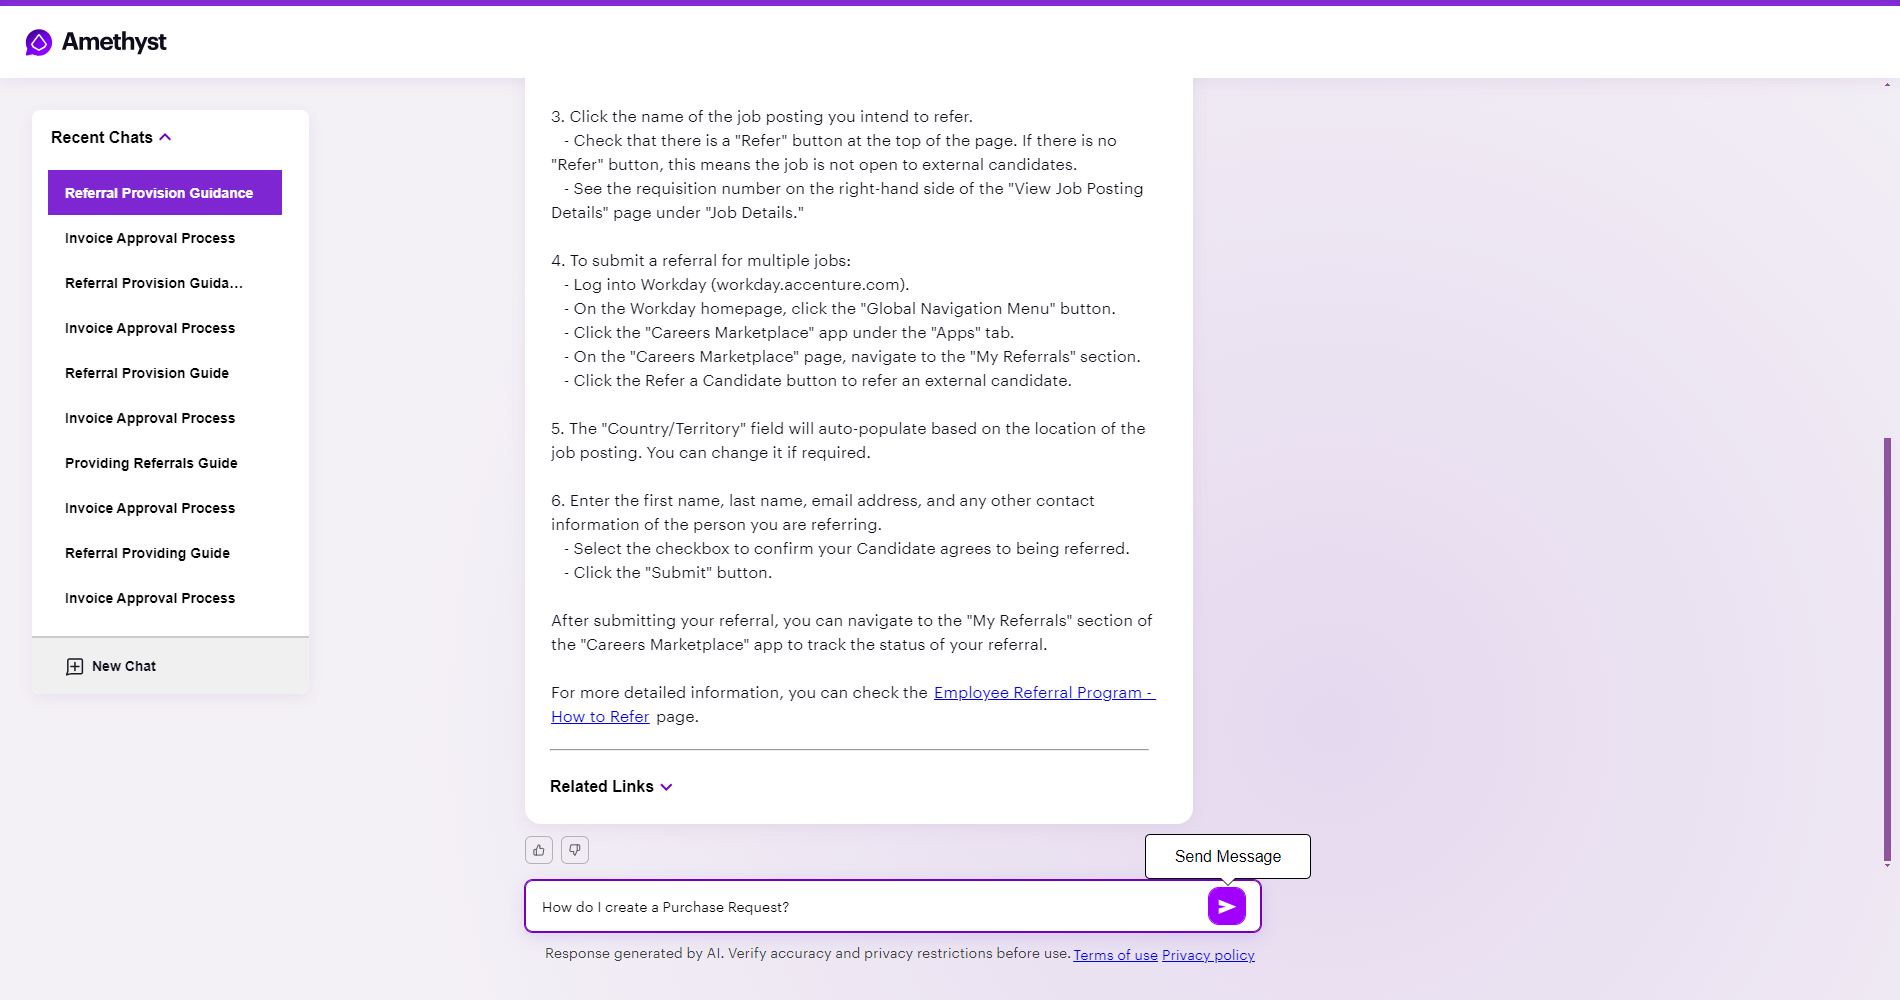 Amethyst
Recent Chats
Referral Provision Guidance
Invoice Approval Process
Referral Provision Guida...
Invoice Approval Process
Referral Provision Guide
Invoice Approval Process
Providing Referrals Guide
Invoice Approval Process
Referral Providing Guide
Invoice Approval Process
New Chat
3. Click the name of the job posting you intend to refer.
- Check that there is a "Refer" button at the top of the page. If there is no
"Refer" button, this means the job is not open to external candidates.
- See the requisition number on the right-hand side of the "View Job Posting
Details" page under "Job Details."
4. To submit a referral for multiple jobs:
- Log into Workday (workday.accenture.com).
- On the Workday homepage, click the "Global Navigation Menu" button.
- Click the "Careers Marketplace" app under the "Apps" tab.
- On the "Careers Marketplace" page, navigate to the "My Referrals" section.
- Click the Refer a Candidate button to refer an external candidate.
5. The "Country/Territory" field will auto-populate based on the location of the
job posting. You can change it if required.
6. Enter the first name, last name, email address, and any other contact
information of the person you are referring.
- Select the checkbox to confirm your Candidate agrees to being referred.
- Click the "Submit" button.
After submitting your referral, you can navigate to the "My Referrals" section of
the "Careers Marketplace" app to track the status of your referral.
For more detailed information, you can check the Employee Referral Program -
How to Refer page.
Related Links
Send Message
How do I create a Purchase Request?
Response generated by AI. Verify accuracy and privacy restrictions before use. Terms of use Privacy policy